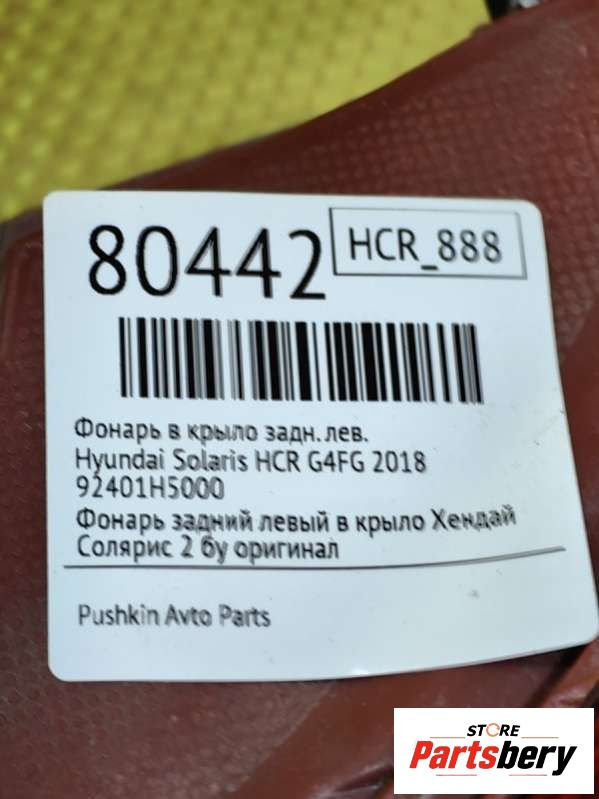 80442
HCR_888
Фонарь в крыло задн. лев.
Hyundai Solaris HCR G4FG 2018
92401H5000
Фонарь задний левый в крыло Хендай
Солярис 2 бу оригинал
Pushkin Avto Parts
STORE
Partsbery